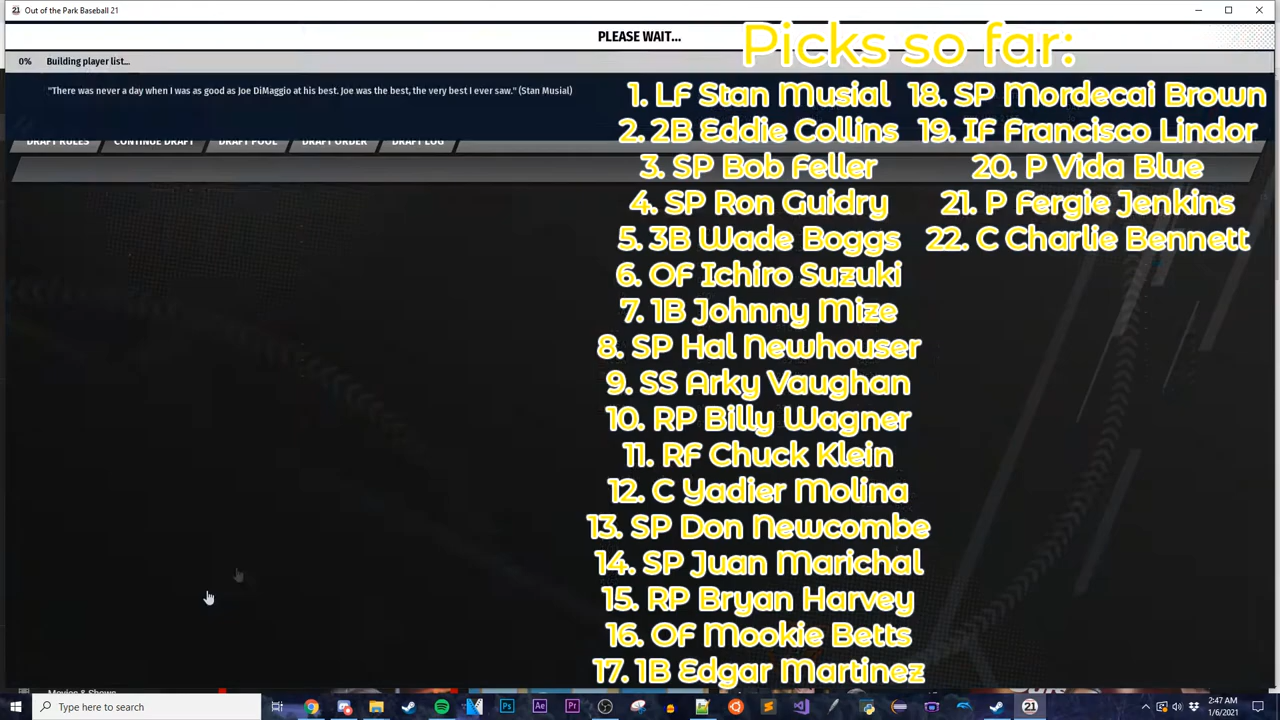 Out of the Park Baseball 21
PLEASE WAIT...
Picks so far:
0% Building player list...
"There was never a day when I was as good as Joe DiMaggio at his best. Joe was the best, the very best I ever saw." (Stan Musial)
DRAFT RULES CONTINUE DRAFT DRAFT POOL DRAFT ORDER DRAFT LOG
1. LF Stan Musial
2. 2B Eddie Collins
3. SP Bob Feller
4. SP Ron Guidry
5. 3B Wade Boggs
6. OF Ichiro Suzuki
7. 1B Johnny Mize
8. SP Hal Newhouser
9. SS Arky Vaughan
10. RP Billy Wagner
11. RF Chuck Klein
12. C Yadier Molina
13. SP Don Newcombe
14. SP Juan Marichal
15. RP Bryan Harvey
16. OF Mookie Betts
17. 1B Edgar Martinez
18. SP Mordecai Brown
19. IF Francisco Lindor
20. P Vida Blue
21. P Fergie Jenkins
22. C Charlie Bennett
Movies & Shows
Type here to search
2:47 AM
1/6/2021
21